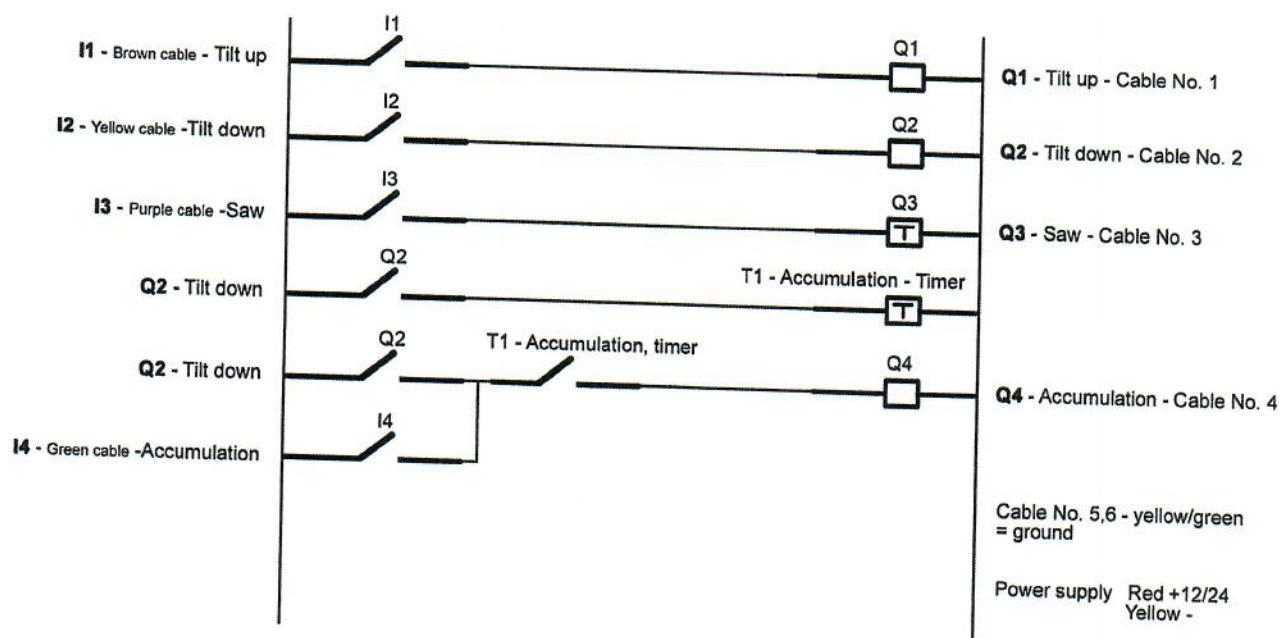 I1
I1 - Brown cable - Tilt up
Q1
Q1 - Tilt up - Cable No. 1
I2
I2 - Yellow cable -Tilt down
Q2
Q2 - Tilt down - Cable No. 2
I3
I3 - Purple cable -Saw
Q3
T
Q3 - Saw - Cable No. 3
Q2
Q2 - Tilt down
T1 - Accumulation - Timer
T
Q2
Q2 - Tilt down
T1 - Accumulation, timer
Q4
Q4 - Accumulation - Cable No. 4
I4
I4 - Green cable -Accumulation
Cable No. 5,6 - yellow/green
= ground
Power supply Red +12/24
Yellow -